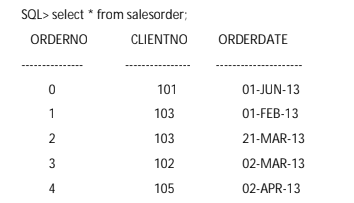 SQL> select * from salesorder;
ORDERNO CLIENTNO ORDERDATE
--------------- ---------------- ---------------------
0 101 01-JUN-13
1 103 01-FEB-13
2 103 21-MAR-13
3 102 02-MAR-13
4 105 02-APR-13